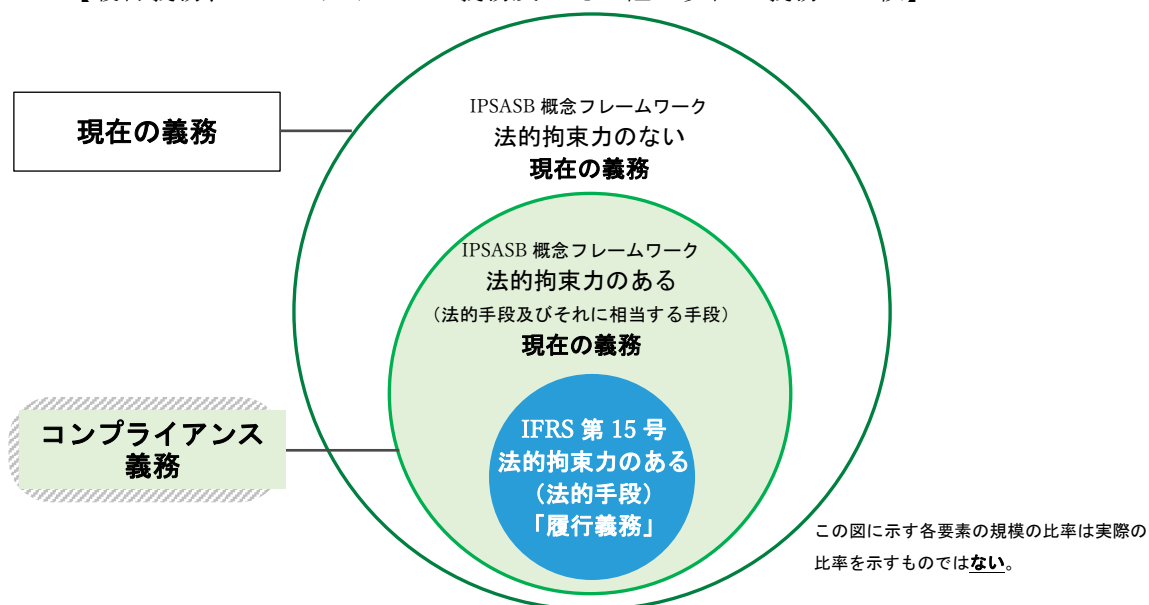 現在の義務
IPSASB 概念フレームワーク
法的拘束力のない
現在の義務
IPSASB 概念フレームワーク
法的拘束力のある
（法的手段及びそれに相当する手段）
現在の義務
コンプライアンス
義務
IFRS 第 15 号
法的拘束力のある
（法的手段）
「履行義務」
この図に示す各要素の規模の比率は実際の
比率を示すものではない。